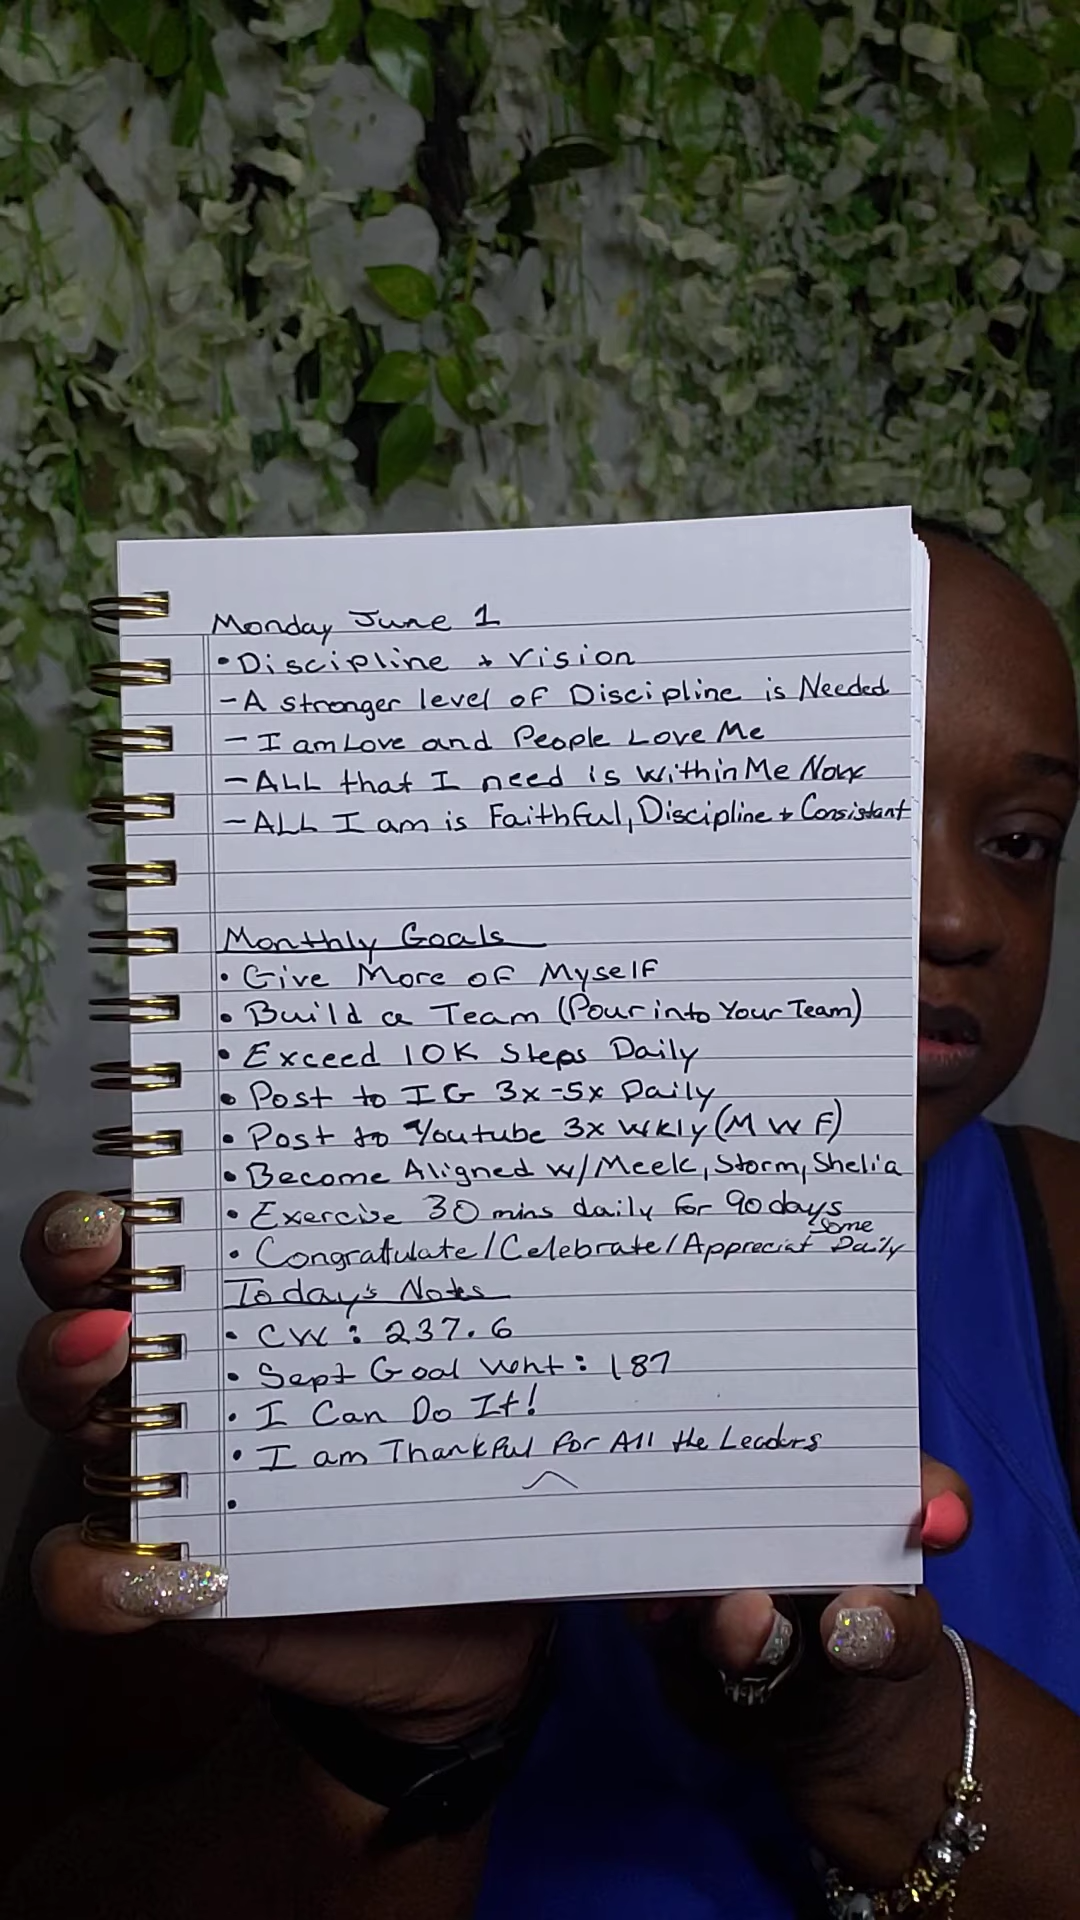 Monday June 1
• Discipline + Vision
- A stronger level of Discipline is Needed
- I am Love and People Love Me
- ALL that I need is within Me Now
- ALL I am is Faithful, Discipline + Consistant
Monthly Goals
• Give More of Myself
• Build a Team (Pour into Your Team)
• Exceed 10K Steps Daily
• Post to IG 3x-5x Daily
• Post to Youtube 3x Wkly (M W F)
• Become Aligned w/ Meek, Storm, Shelia
• Exercise 30 mins daily for 90 days
• Congratulate/Celebrate/Appreciat some Daily
Today's Notes
• CW: 237.6
• Sept Goal Weht: 187
• I Can Do It!
• I am Thankful for All the Leaders
•